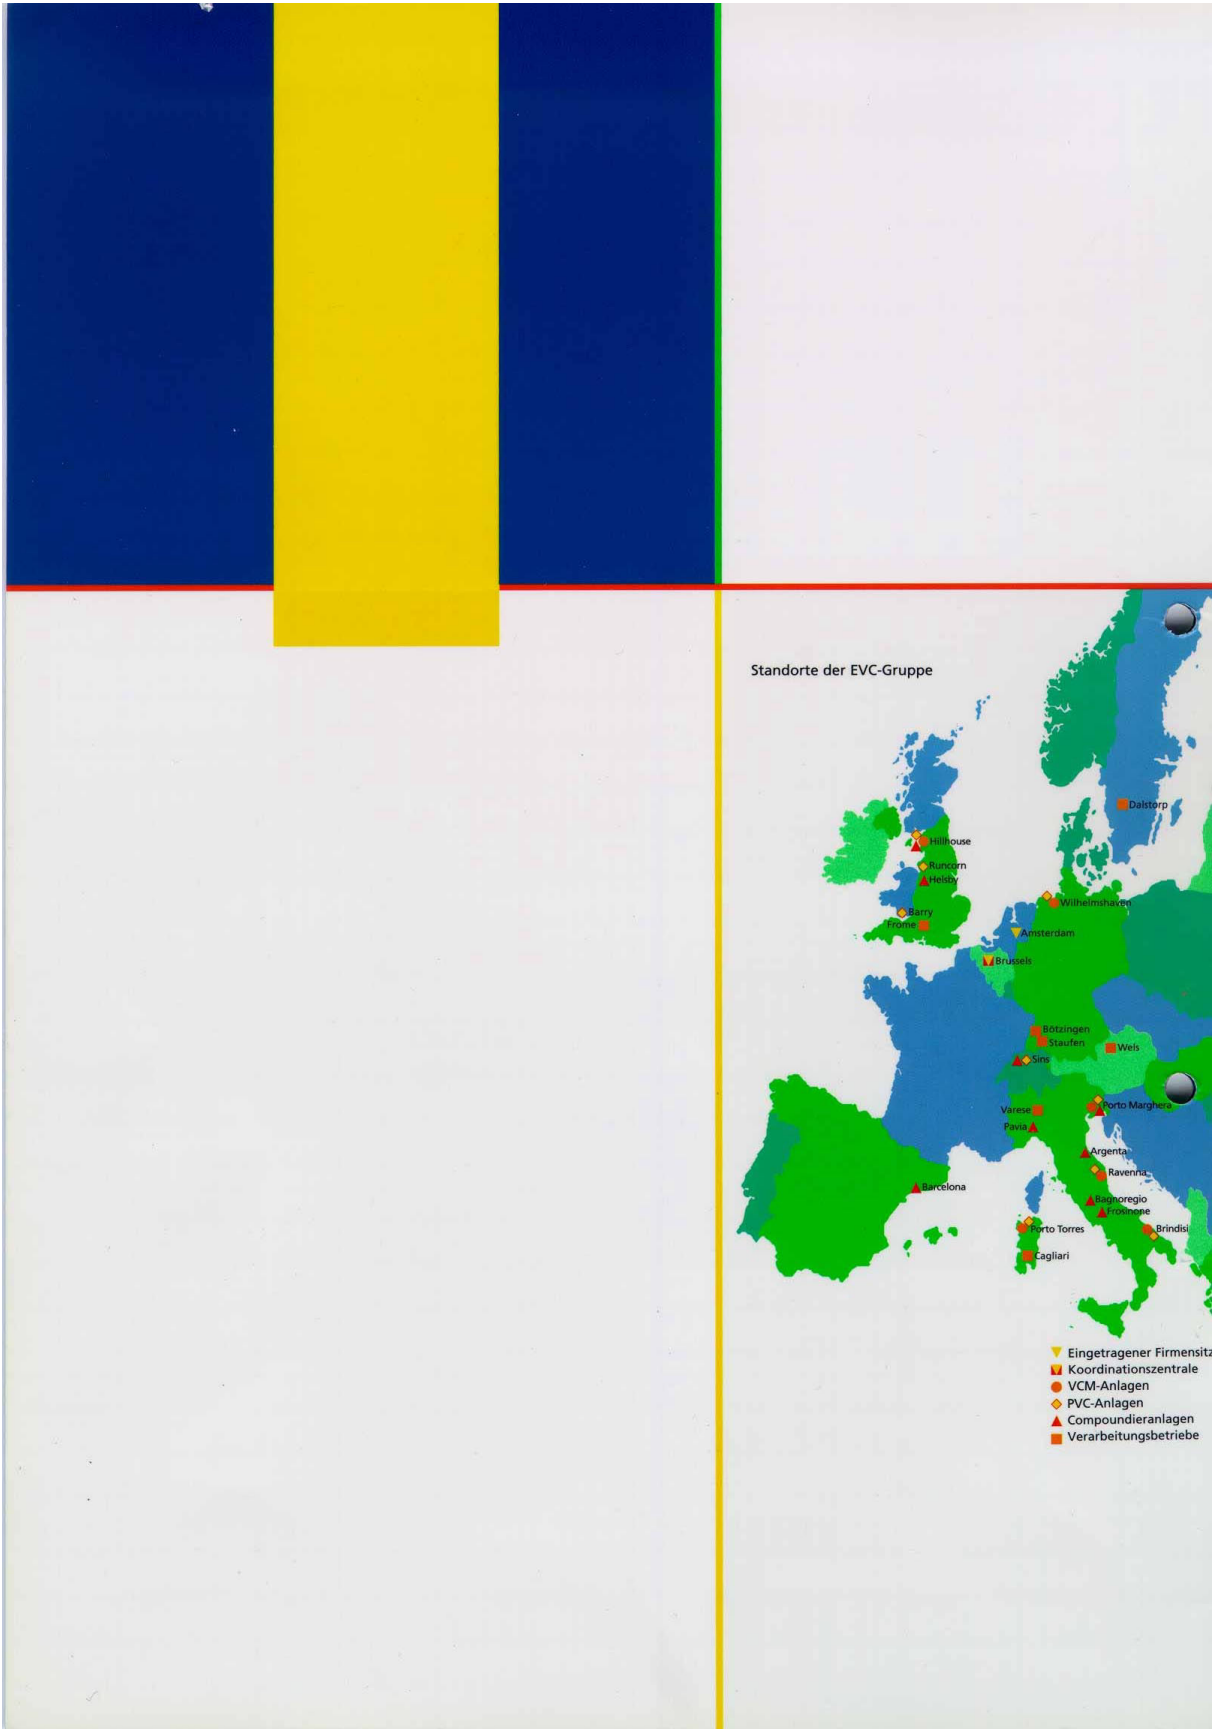 Standorte der EVC-Gruppe
Dalstorp
Hillhouse
Runcorn
Helsby
Barry
Frome
Wilhelmshaven
Amsterdam
Brussels
Bötzingen
Staufen
Sins
Wels
Varese
Pavia
Porto Marghera
Argenta
Ravenna
Barcelona
Bagnoregio
Frosinone
Porto Torres
Brindisi
Cagliari
Eingetragener Firmensitz
Koordinationszentrale
VCM-Anlagen
PVC-Anlagen
Compoundieranlagen
Verarbeitungsbetriebe